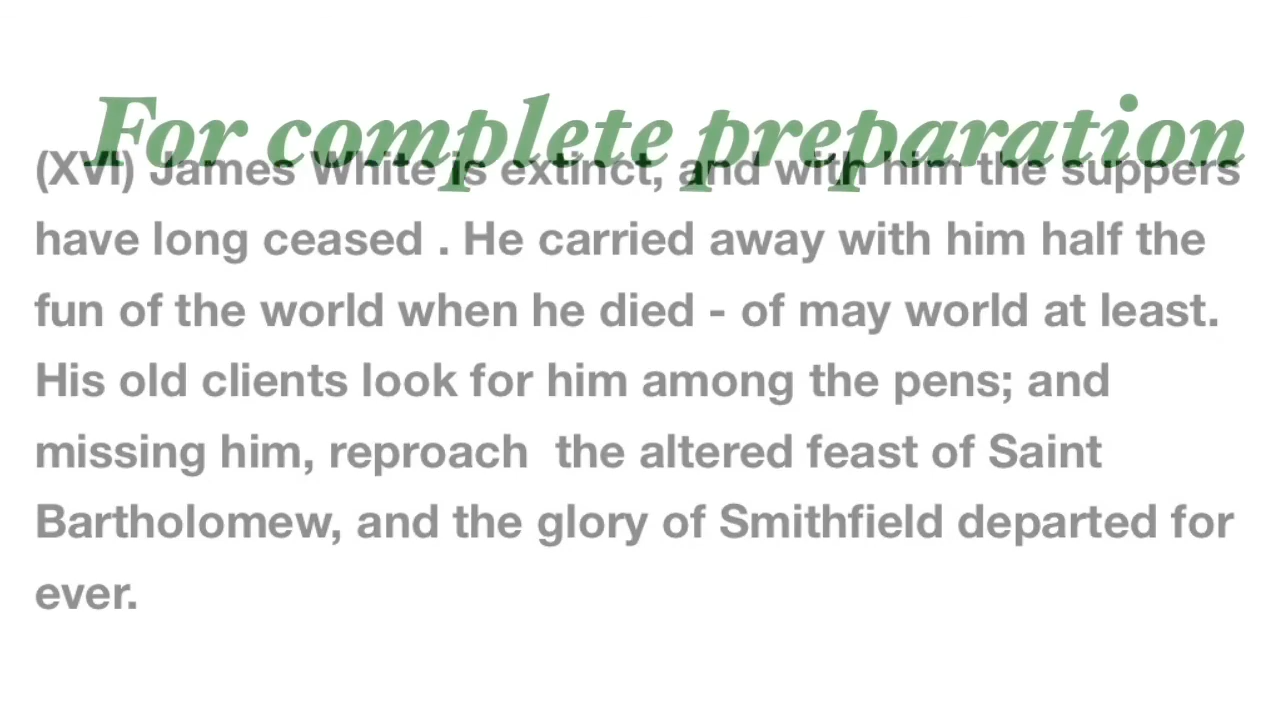 For complete preparation
(XVI) James White is extinct, and with him the suppers
have long ceased . He carried away with him half the
fun of the world when he died - of may world at least.
His old clients look for him among the pens; and
missing him, reproach  the altered feast of Saint
Bartholomew, and the glory of Smithfield departed for
ever.